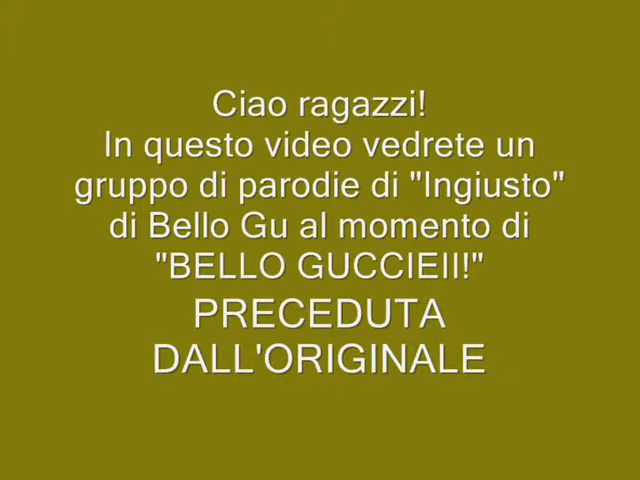 Ciao ragazzi!
In questo video vedrete un
gruppo di parodie di "Ingiusto"
di Bello Gu al momento di
"BELLO GUCCIEII!"
PRECEDUTA
DALL'ORIGINALE